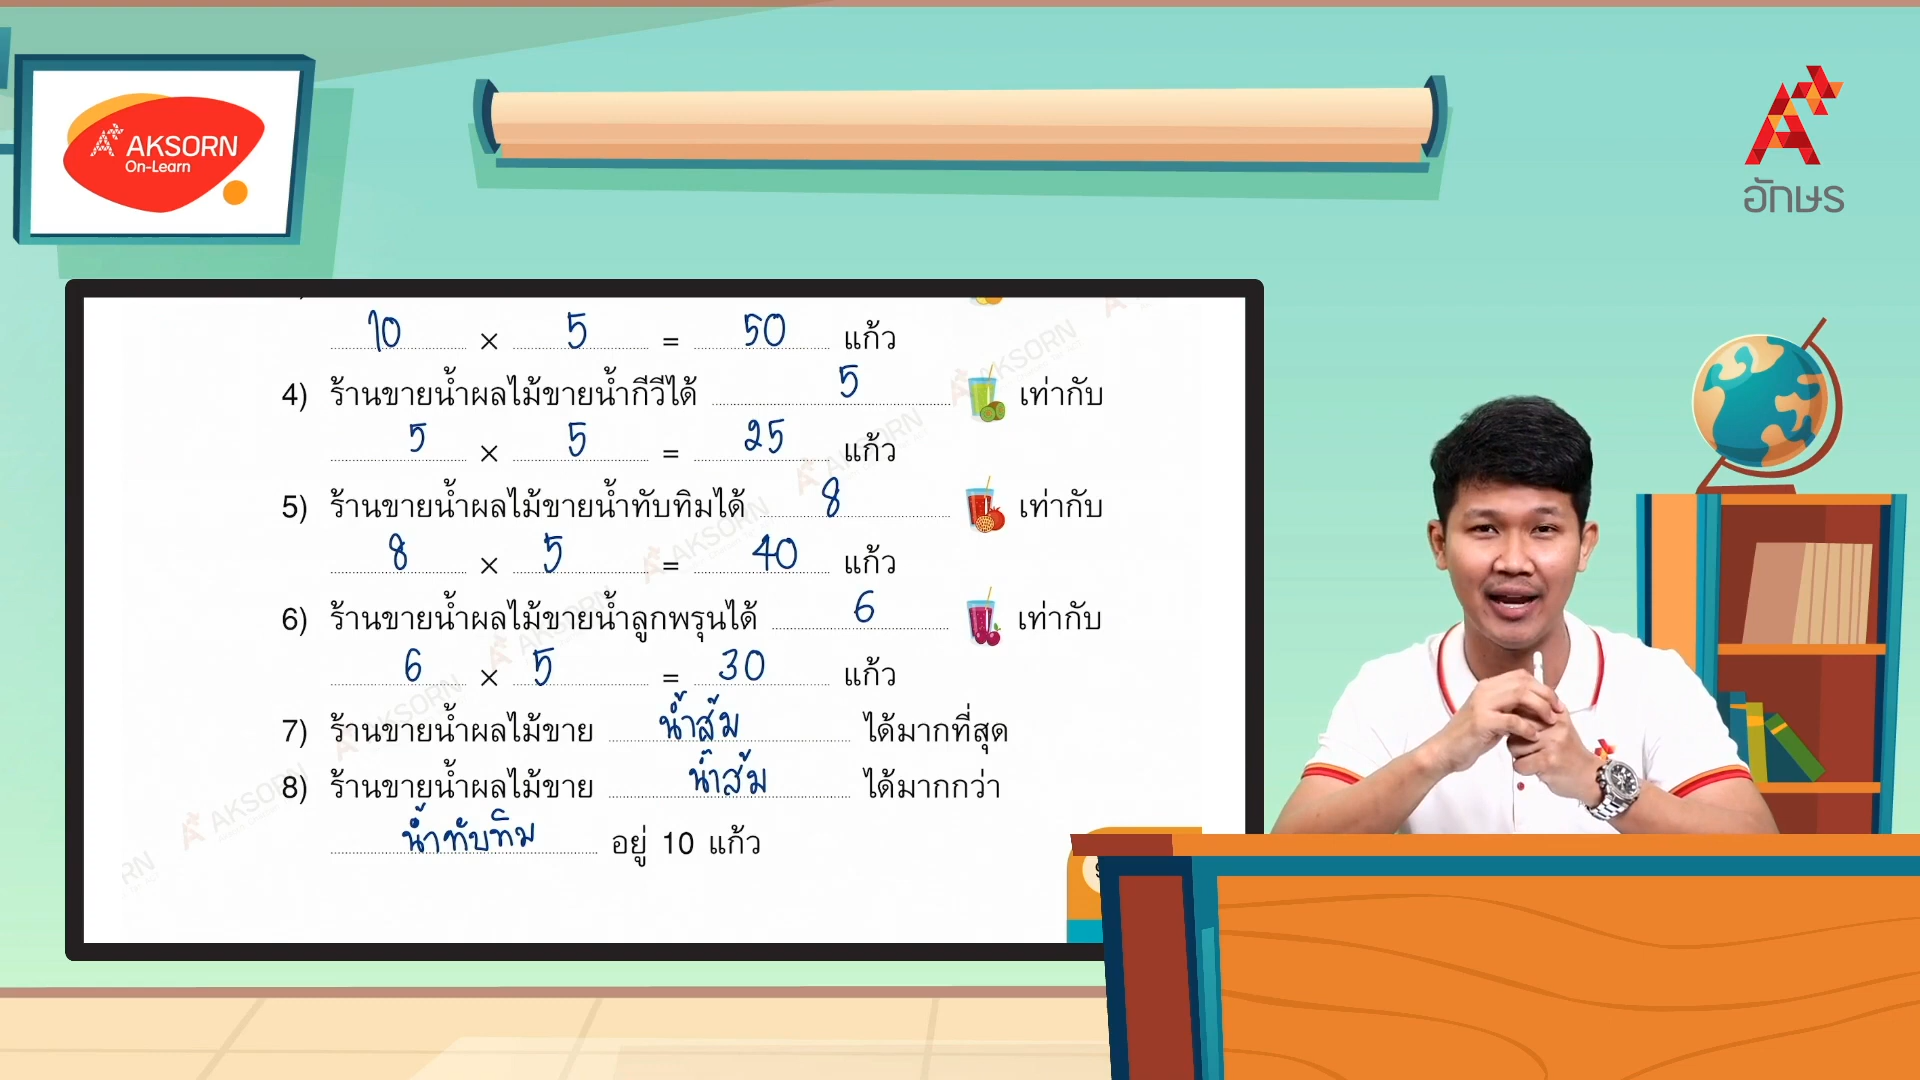 AKSORN
On-Learn
อักษร
10 × 5 = 50 แก้ว
4) ร้านขายน้ำผลไม้ขายน้ำกีวีได้ 5 เท่ากับ
5 × 5 = 25 แก้ว
5) ร้านขายน้ำผลไม้ขายน้ำทับทิมได้ 8 เท่ากับ
8 × 5 = 40 แก้ว
6) ร้านขายน้ำผลไม้ขายน้ำลูกพรุนได้ 6 เท่ากับ
6 × 5 = 30 แก้ว
7) ร้านขายน้ำผลไม้ขาย น้ำส้ม ได้มากที่สุด
8) ร้านขายน้ำผลไม้ขาย น้ำส้ม ได้มากกว่า
น้ำทับทิม อยู่ 10 แก้ว